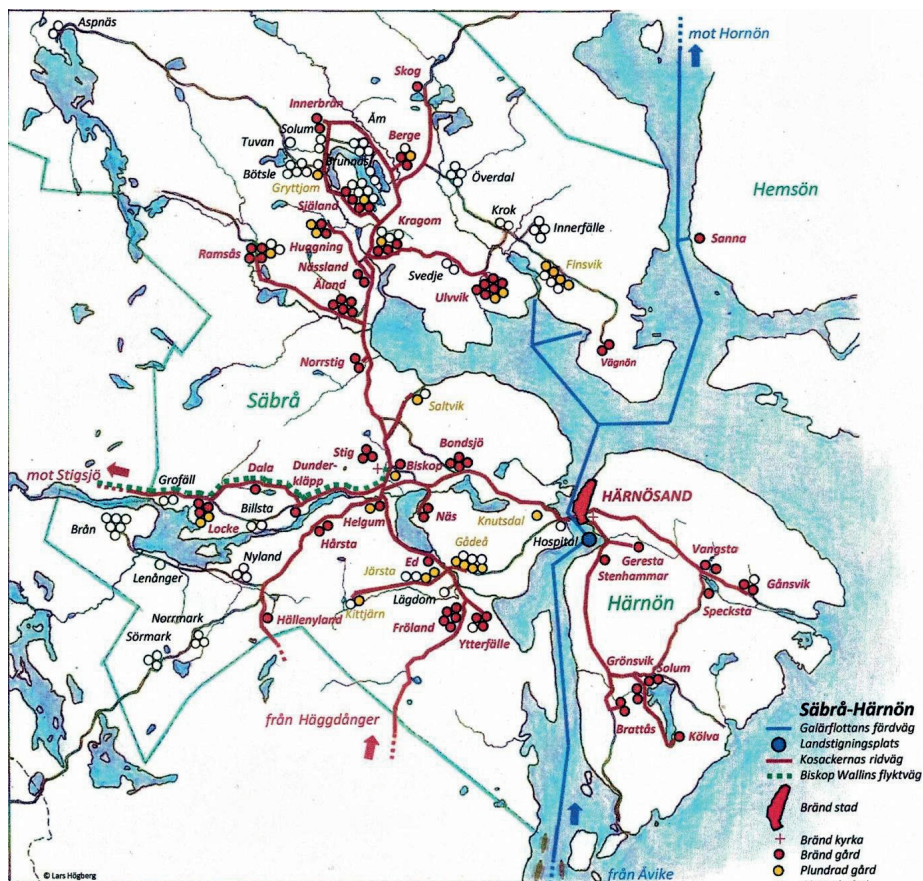 Aspnäs
mot Hornön
Skog
Innerbrån
Åm
Solum
Tuvan
Berge
Brunnäs
Bötsle
Överdal
Gryttjom
Hemsön
Själand
Krok
Innerfälle
Sanna
Kragom
Huggning
Ramsås
Finsvik
Nässland
Svedje
Åland
Ulvvik
Vägnön
Norrstig
Säbrå
Saltvik
Stig
Bondsjö
Biskop
Dunder-
kläpp
Dala
mot Stigsjö
Grofäll
HÄRNÖSAND
Locke
Billsta
Helgum
Näs
Knutsdal
Brån
Hårsta
Hospital
Gådeå
Nyland
Geresta
Vangsta
Ed
Stenhammar
Järsta
Gånsvik
Lenånger
Lägdom
Härnön
Specksta
Kittjärn
Norrmark
Hällenyland
Fröland
Sörmark
Ytterfälle
Grönsvik
Solum
från Häggdånger
Brattås
Kölva
Säbrå-Härnön
Galärflottans färdväg
Landstigningsplats
Kosackernas ridväg
Biskop Wallins flyktväg
Bränd stad
Bränd kyrka
Bränd gård
Plundrad gård
från Åvike
© Lars Högberg